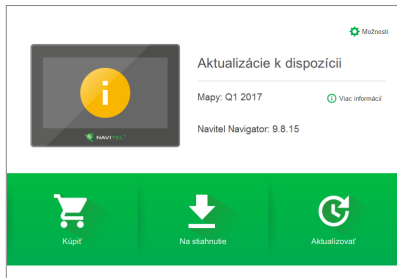 Možnosti
Aktualizácie k dispozícii
Mapy: Q1 2017
Viac informácií
Navitel Navigator: 9.8.15
NAVITEL
Kúpiť
Na stiahnutie
Aktualizovať